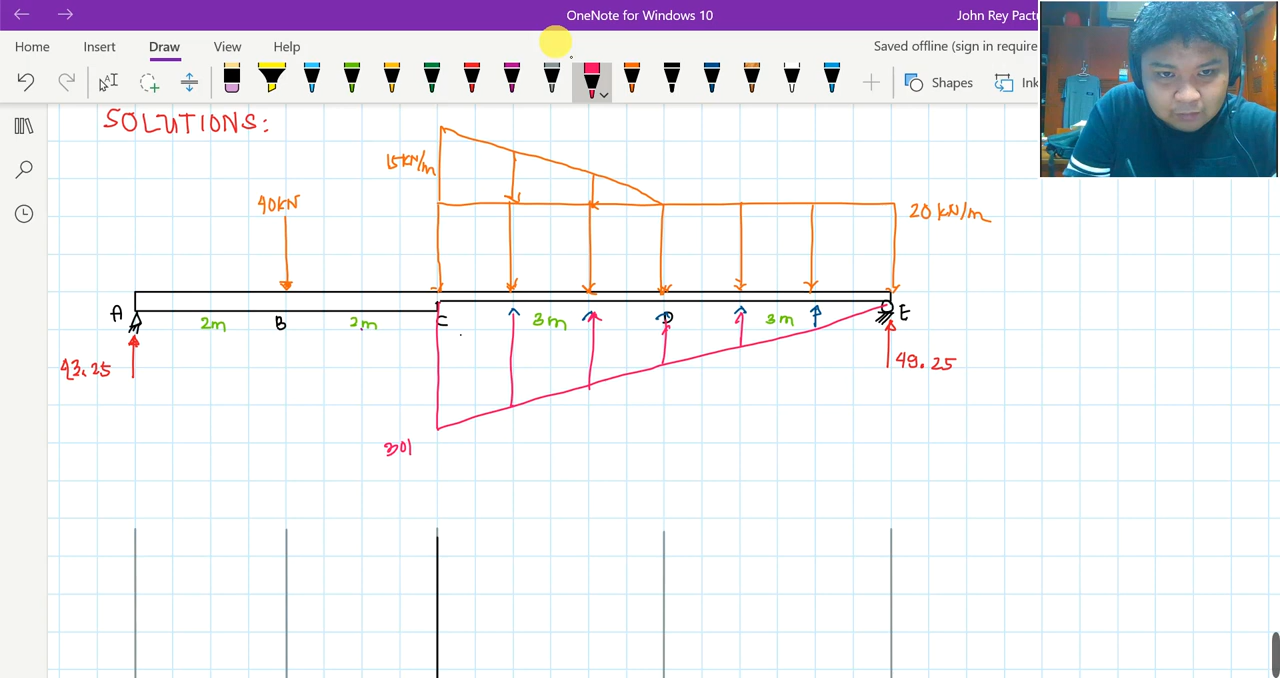 OneNote for Windows 10
John Rey Pactu
Home Insert Draw View Help
Saved offline (sign in require
Shapes
Ink
SOLUTIONS:
15kN/m
40kN
20 kN/m
A
2m
B
2m
C
3m
D
3m
E
43.25
49.25